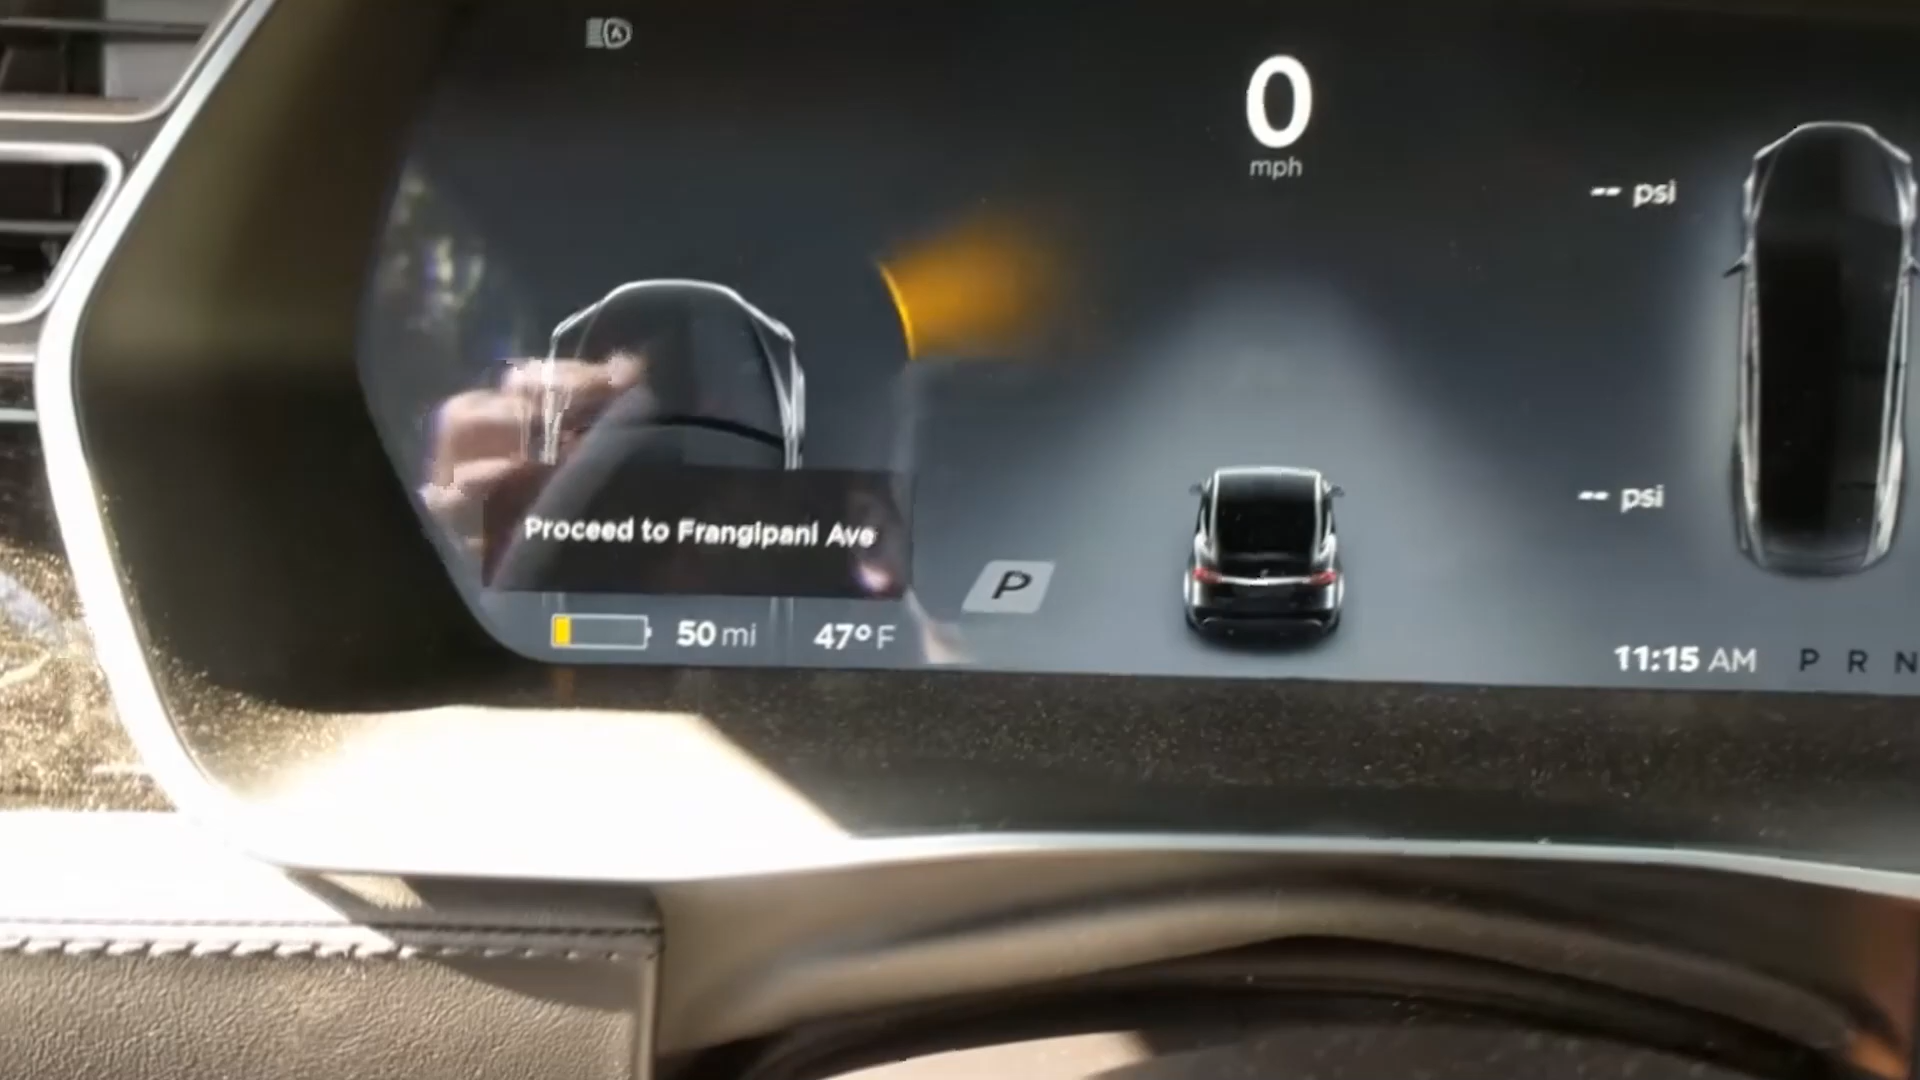 0
mph
-- psi
-- psi
Proceed to Frangipani Ave
P
50 mi 47° F
11:15 AM P R N